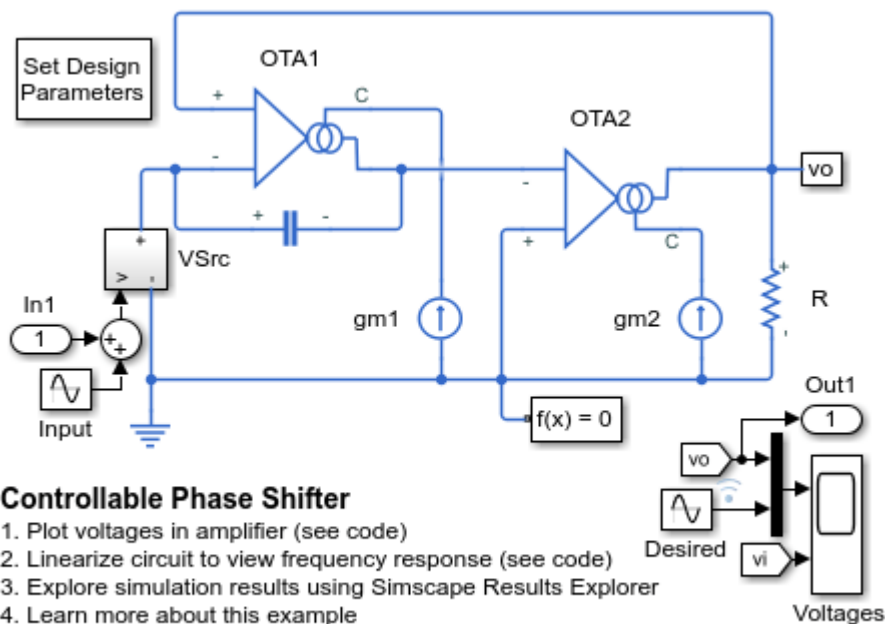 Set Design
Parameters
OTA1
+
C
-
+
-
OTA2
-
+
C
vo
+
-
>
VSrc
In1
1
+
+
Input
gm1
gm2
+
R
-
f(x) = 0
Out1
1
vo
Desired
vi
Voltages
Controllable Phase Shifter
1. Plot voltages in amplifier (see code)
2. Linearize circuit to view frequency response (see code)
3. Explore simulation results using Simscape Results Explorer
4. Learn more about this example